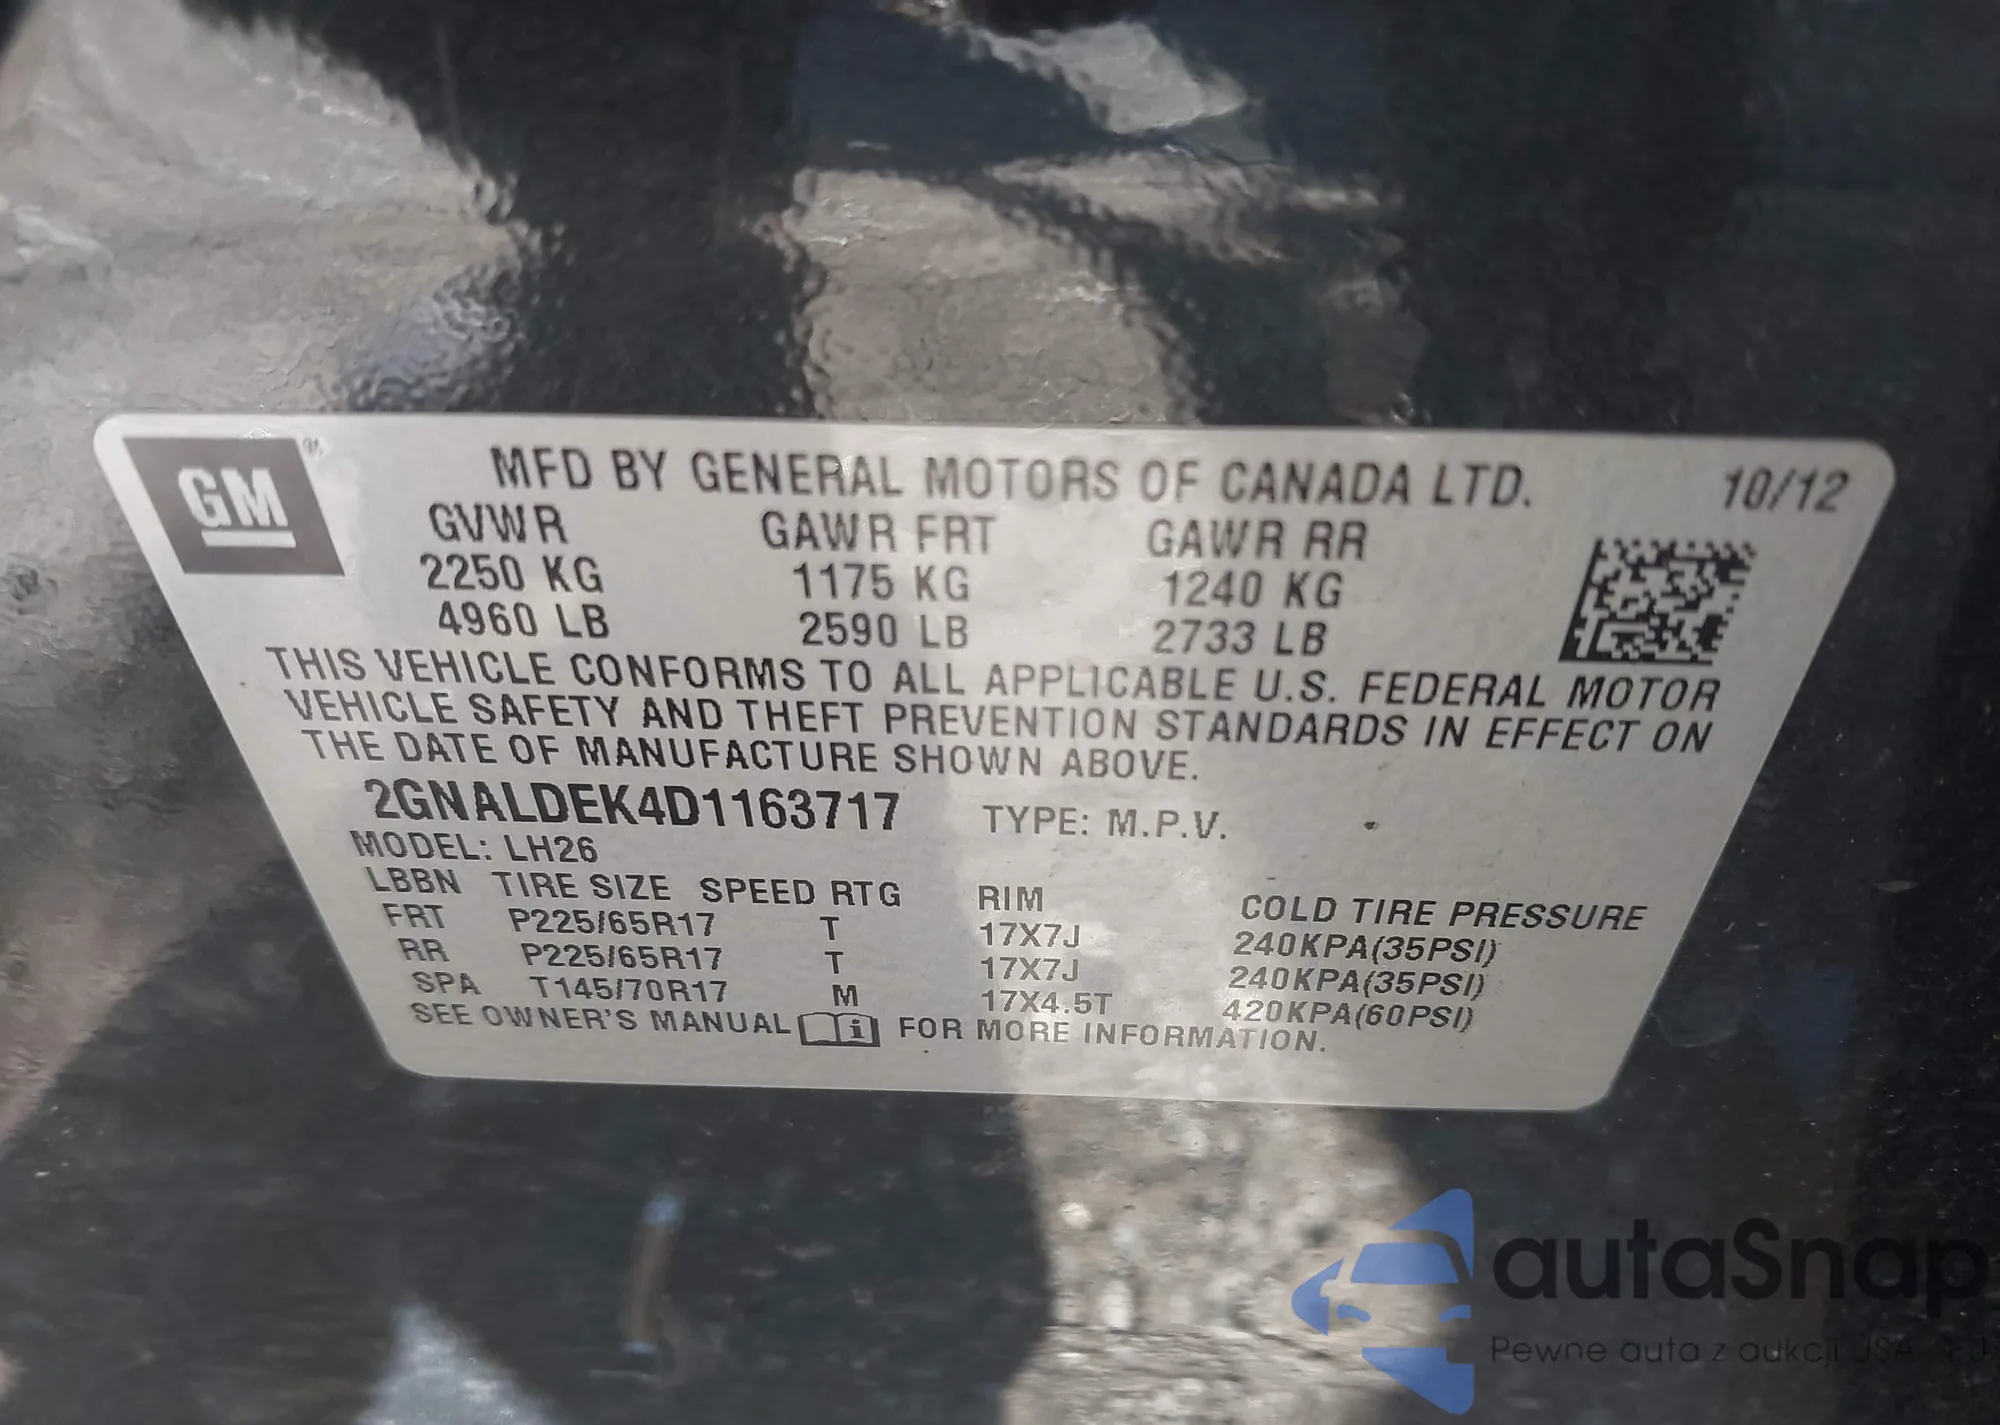 GM
MFD BY GENERAL MOTORS OF CANADA LTD. 10/12
GVWR GAWR FRT GAWR RR
2250 KG 1175 KG 1240 KG
4960 LB 2590 LB 2733 LB
THIS VEHICLE CONFORMS TO ALL APPLICABLE U.S. FEDERAL MOTOR
VEHICLE SAFETY AND THEFT PREVENTION STANDARDS IN EFFECT ON
THE DATE OF MANUFACTURE SHOWN ABOVE.
2GNALDEK4D1163717 TYPE: M.P.V.
MODEL: LH26
LBBN TIRE SIZE SPEED RTG RIM COLD TIRE PRESSURE
FRT P225/65R17 T 17X7J 240KPA(35PSI)
RR P225/65R17 T 17X7J 240KPA(35PSI)
SPA T145/70R17 M 17X4.5T 420KPA(60PSI)
SEE OWNER'S MANUAL FOR MORE INFORMATION.
autaSnap
Pewne auta z aukcji USA